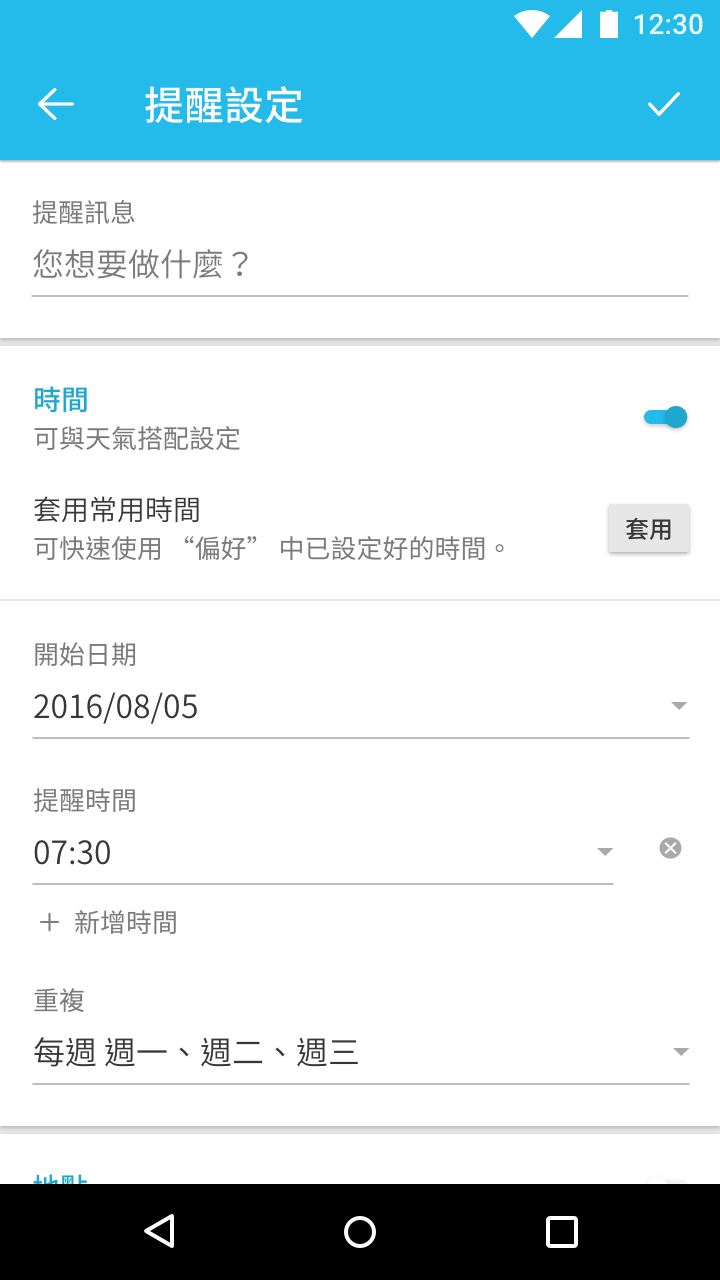 12:30
提醒設定
提醒訊息
您想要做什麼？
時間
可與天氣搭配設定
套用常用時間
可快速使用 “偏好” 中已設定好的時間。
套用
開始日期
2016/08/05
提醒時間
07:30
＋ 新增時間
重複
每週 週一、週二、週三
地點